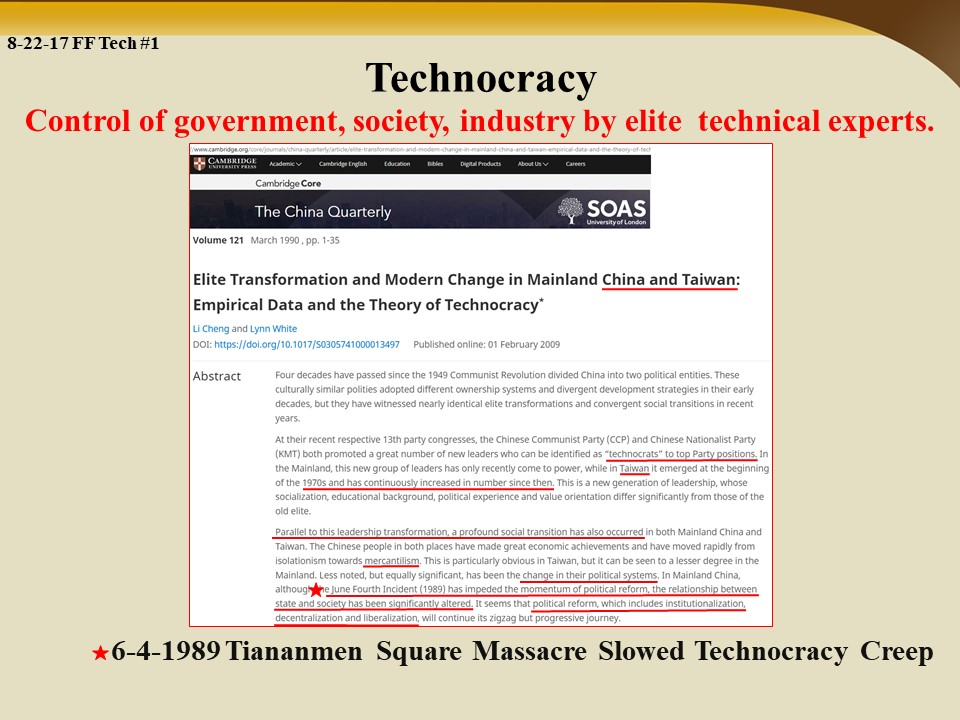 8-22-17 FF Tech #1
Technocracy
Control of government, society, industry by elite technical experts.
www.cambridge.org/core/journals/china-quarterly/article/elite-transformation-and-modern-change-in-mainland-china-and-taiwan-empirical-data-and-the-theory-of-tech
CAMBRIDGE UNIVERSITY PRESS Academic Cambridge English Education Bibles Digital Products About Us Careers
Cambridge Core
The China Quarterly SOAS
University of London
Volume 121 March 1990 , pp. 1-35
Elite Transformation and Modern Change in Mainland China and Taiwan:
Empirical Data and the Theory of Technocracy*
Li Cheng and Lynn White
DOI: https://doi.org/10.1017/S0305741000013497 Published online: 01 February 2009
Abstract
Four decades have passed since the 1949 Communist Revolution divided China into two political entities. These
culturally similar polities adopted different ownership systems and divergent development strategies in their early
decades, but they have witnessed nearly identical elite transformations and convergent social transitions in recent
years.
At their recent respective 13th party congresses, the Chinese Communist Party (CCP) and Chinese Nationalist Party
(KMT) both promoted a great number of new leaders who can be identified as "technocrats" to top Party positions. In
the Mainland, this new group of leaders has only recently come to power, while in Taiwan it emerged at the beginning
of the 1970s and has continuously increased in number since then. This is a new generation of leadership, whose
socialization, educational background, political experience and value orientation differ significantly from those of the
old elite.
Parallel to this leadership transformation, a profound social transition has also occurred in both Mainland China and
Taiwan. The Chinese people in both places have made great economic achievements and have moved rapidly from
isolationism towards mercantilism. This is particularly obvious in Taiwan, but it can be seen to a lesser degree in the
Mainland. Less noted, but equally significant, has been the change in their political systems. In Mainland China,
although the June Fourth Incident (1989) has impeded the momentum of political reform, the relationship between
state and society has been significantly altered. It seems that political reform, which includes institutionalization,
decentralization and liberalization, will continue its zigzag but progressive journey.
★6-4-1989 Tiananmen Square Massacre Slowed Technocracy Creep